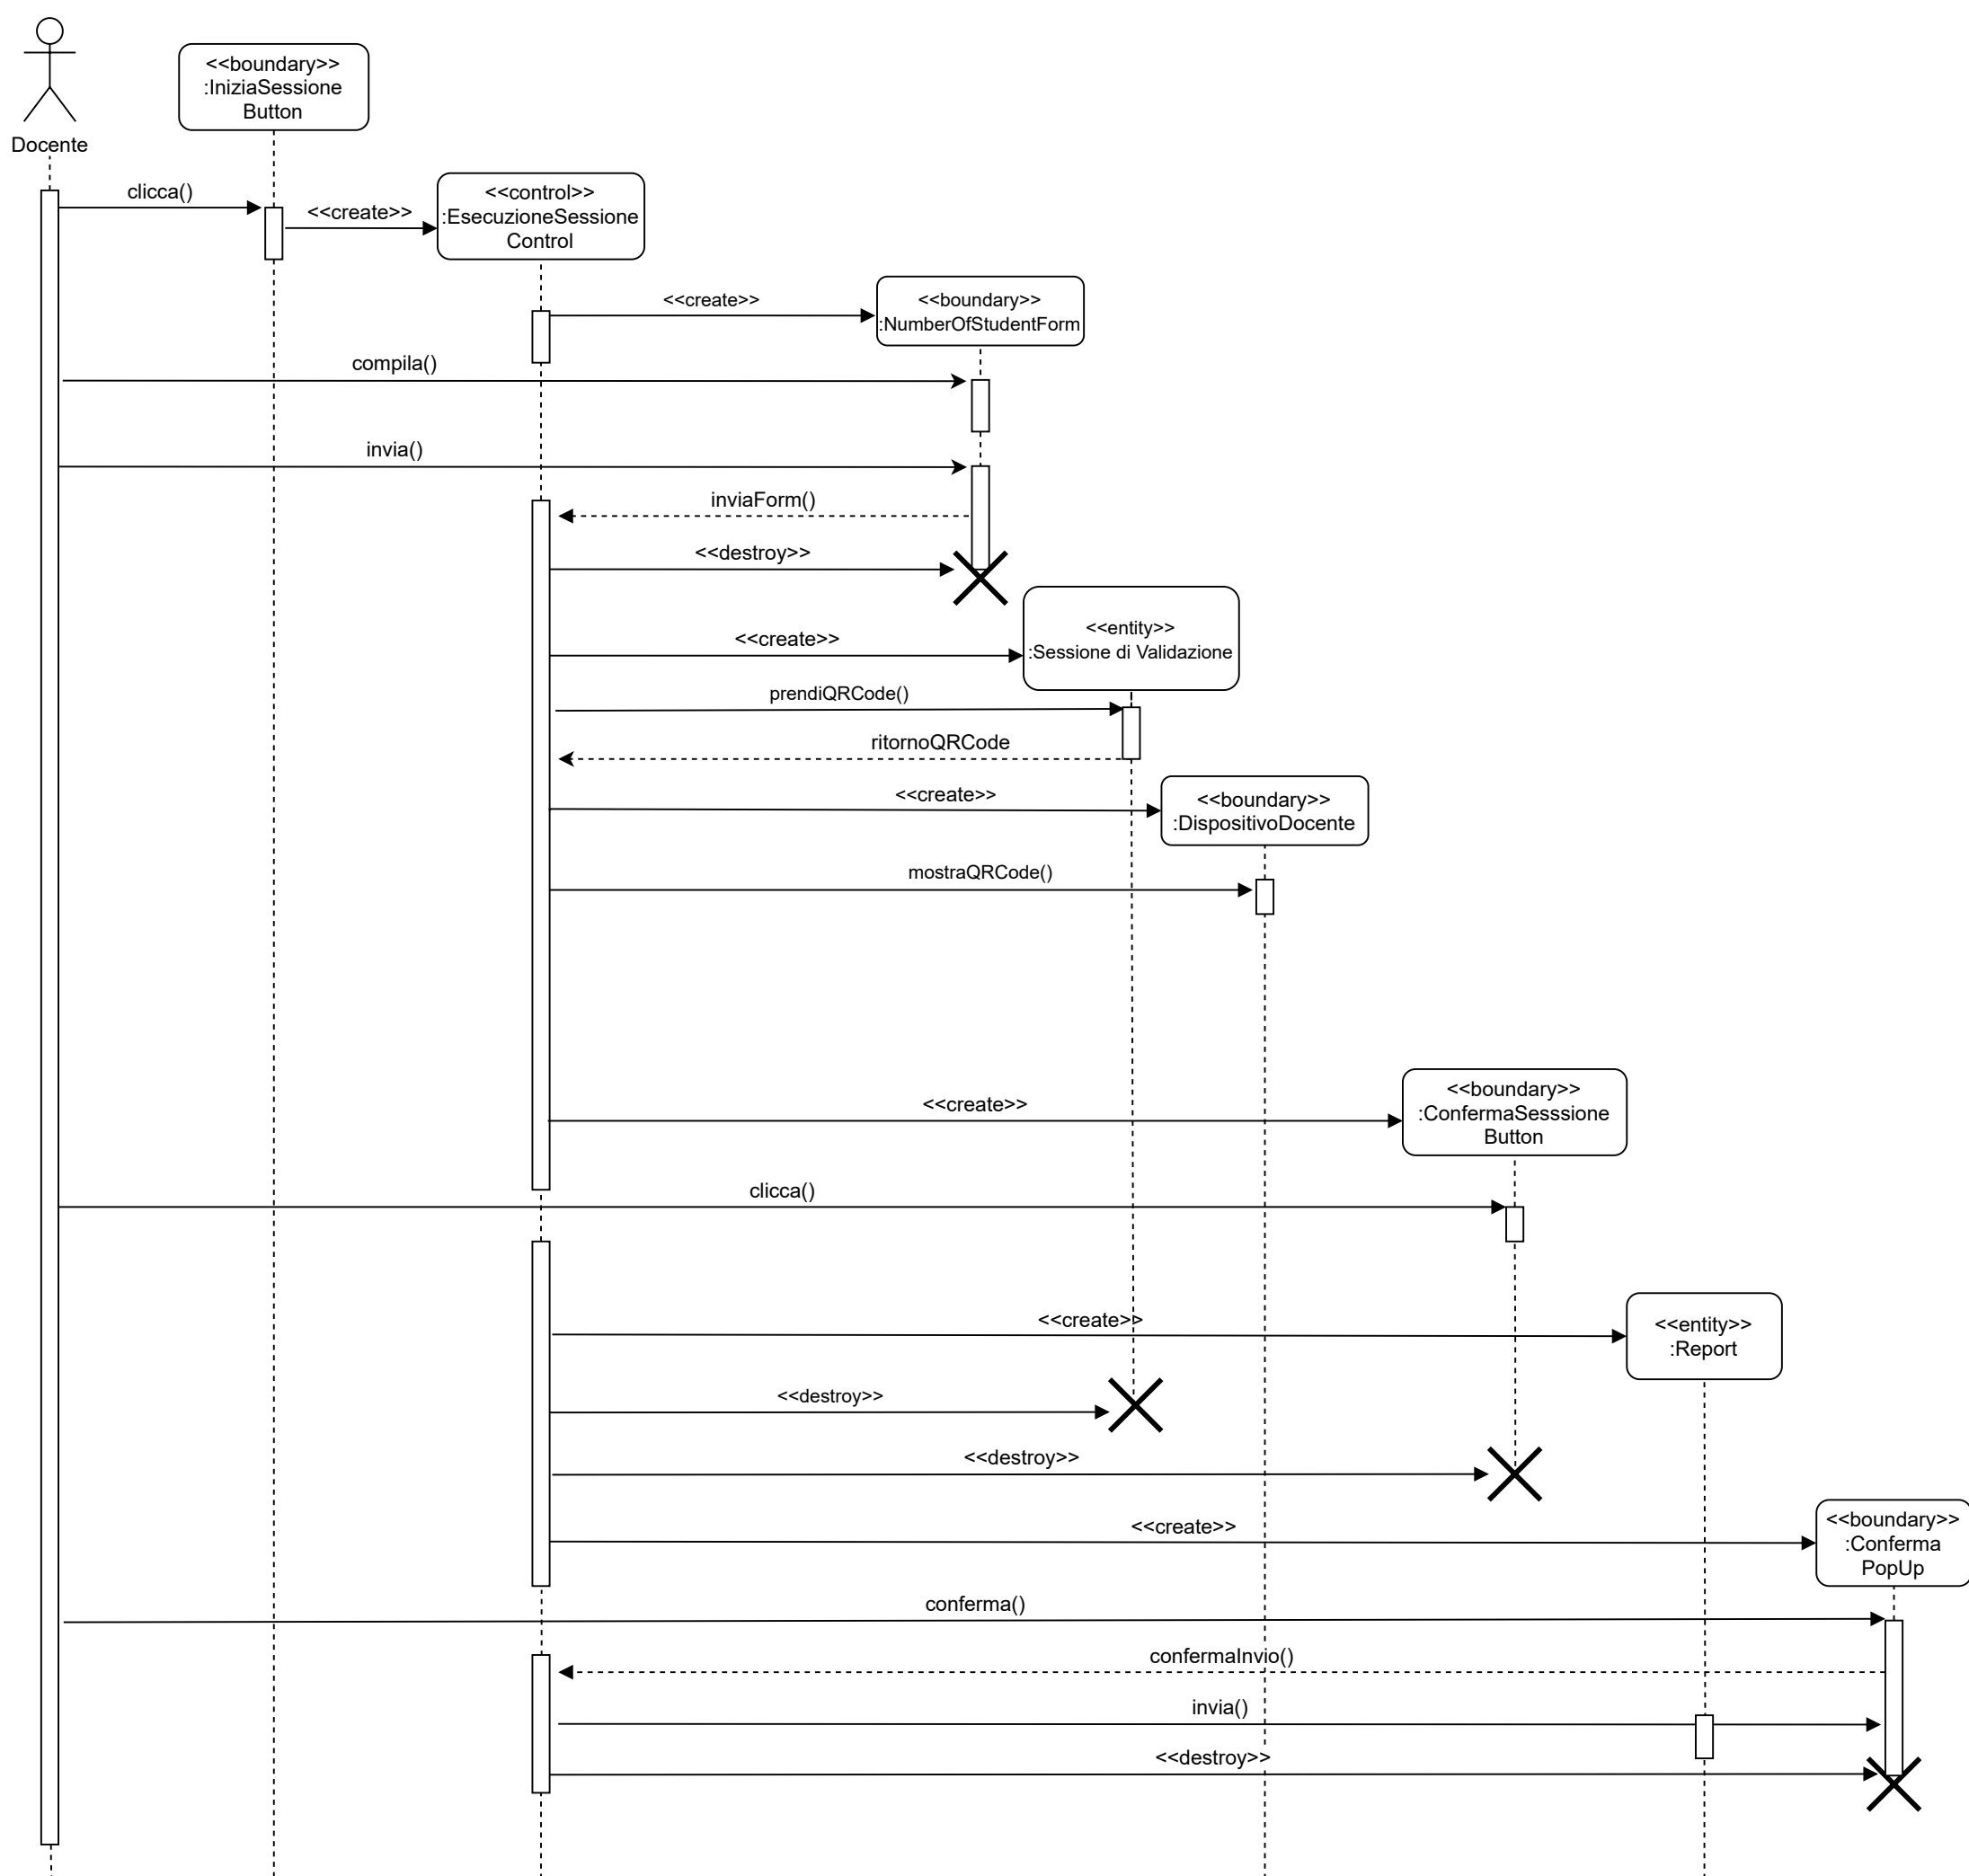 Docente
<<boundary>>
:IniziaSessione
Button
clicca()
<<create>>
<<control>>
:EsecuzioneSessione
Control
<<create>>
<<boundary>>
:NumberOfStudentForm
compila()
invia()
inviaForm()
<<destroy>>
<<create>>
<<entity>>
:Sessione di Validazione
prendiQRCode()
ritornoQRCode
<<create>>
<<boundary>>
:DispositivoDocente
mostraQRCode()
<<create>>
<<boundary>>
:ConfermaSesssione
Button
clicca()
<<create>>
<<entity>>
:Report
<<destroy>>
<<destroy>>
<<create>>
<<boundary>>
:Conferma
PopUp
conferma()
confermaInvio()
invia()
<<destroy>>